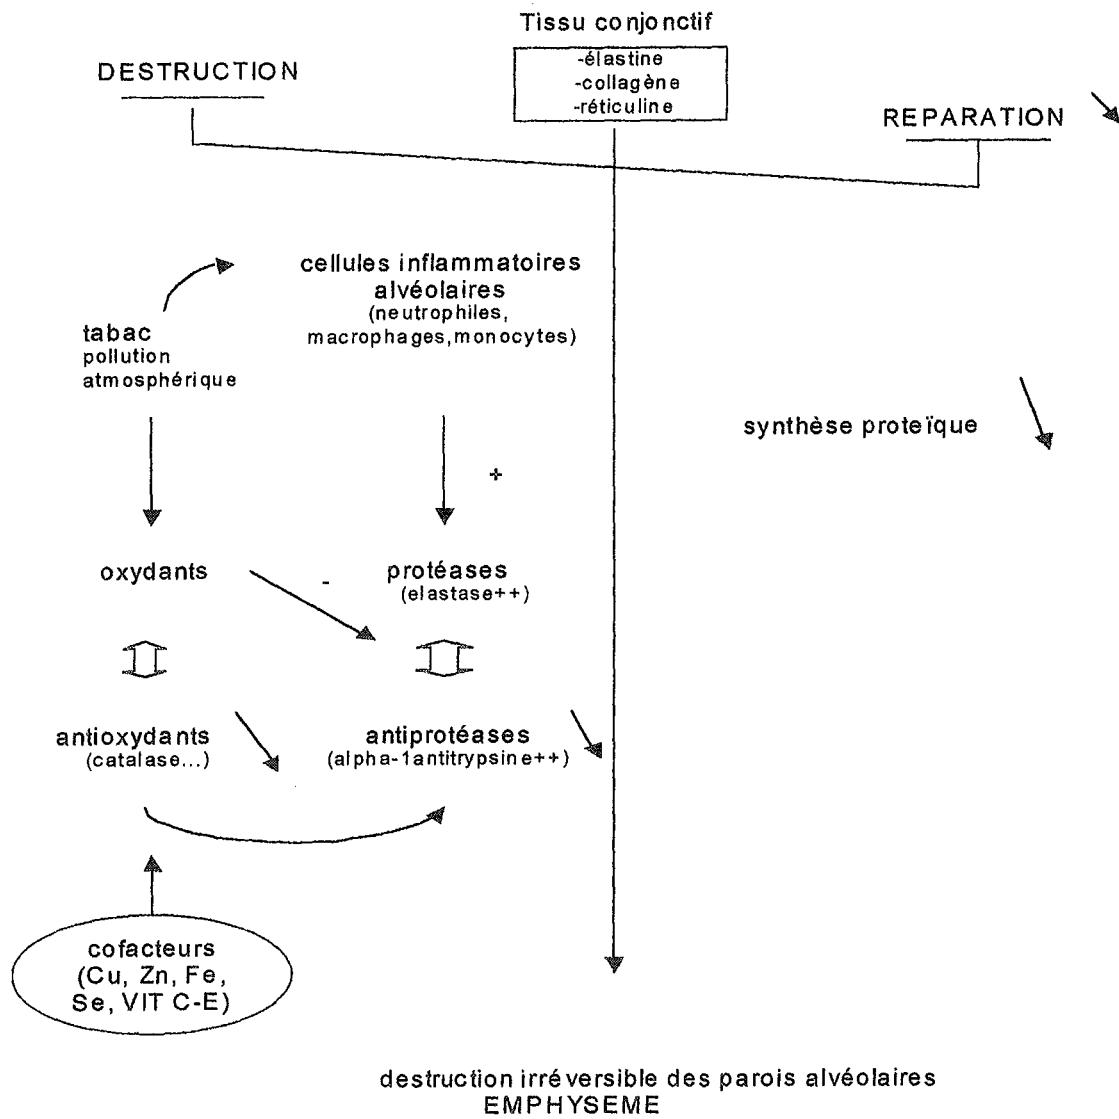 Tissu conjonctif
-élastine
-collagène
-réticuline
DESTRUCTION
REPARATION
cellules inflammatoires
alvéolaires
(neutrophiles,
macrophages,monocytes)
tabac
pollution
atmosphérique
synthèse proteïque
+
oxydants
-
protéases
(elastase++)
antioxydants
(catalase...)
antiprotéases
(alpha-1antitrypsine++)
cofacteurs
(Cu, Zn, Fe,
Se, VIT C-E)
destruction irréversible des parois alvéolaires
EMPHYSEME